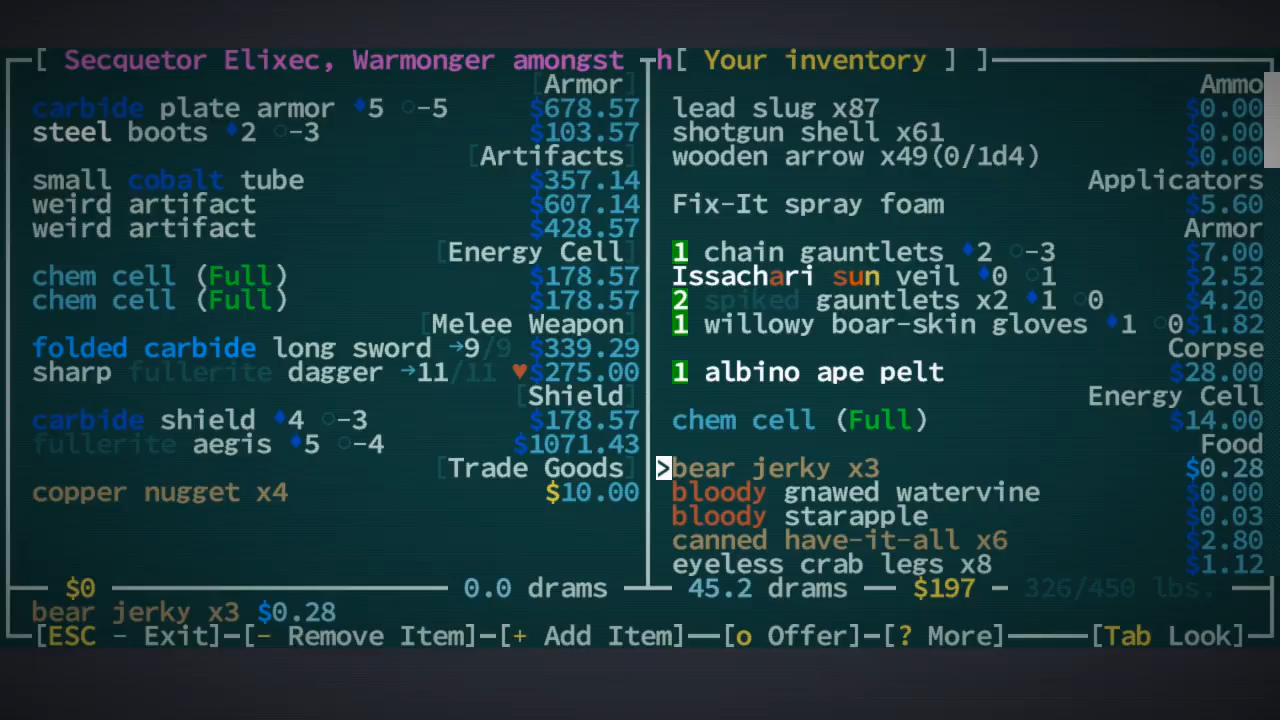 [ Secquetor Elixec, Warmonger amongst h[ Your inventory ] ]
[Armor] Ammo
carbide plate armor ♦5 ○-5 $678.57 lead slug x87 $0.00
steel boots ♦2 ○-3 $103.57 shotgun shell x61 $0.00
[Artifacts] wooden arrow x49(0/1d4) $0.00
small cobalt tube $357.14 Applicators
weird artifact $607.14 Fix-It spray foam $5.60
weird artifact $428.57 Armor
[Energy Cell] 1 chain gauntlets ♦2 ○-3 $7.00
chem cell (Full) $178.57 Issachari sun veil ♦0 ○1 $2.52
chem cell (Full) $178.57 2 spiked gauntlets x2 ♦1 ○0 $4.20
[Melee Weapon] 1 willowy boar-skin gloves ♦1 ○0 $1.82
folded carbide long sword →9/9 $339.29 Corpse
sharp fullerite dagger →11/11 ♥$275.00 1 albino ape pelt $28.00
[Shield] Energy Cell
carbide shield ♦4 ○-3 $178.57 chem cell (Full) $14.00
fullerite aegis ♦5 ○-4 $1071.43 Food
[Trade Goods] >bear jerky x3 $0.28
copper nugget x4 $10.00 bloody gnawed watervine $0.00
bloody starapple $0.03
canned have-it-all x6 $2.80
eyeless crab legs x8 $1.12
$0 0.0 drams 45.2 drams $197 326/450 lbs.
bear jerky x3 $0.28
[ESC - Exit]-[- Remove Item]-[+ Add Item] [o Offer]-[? More] [Tab Look]